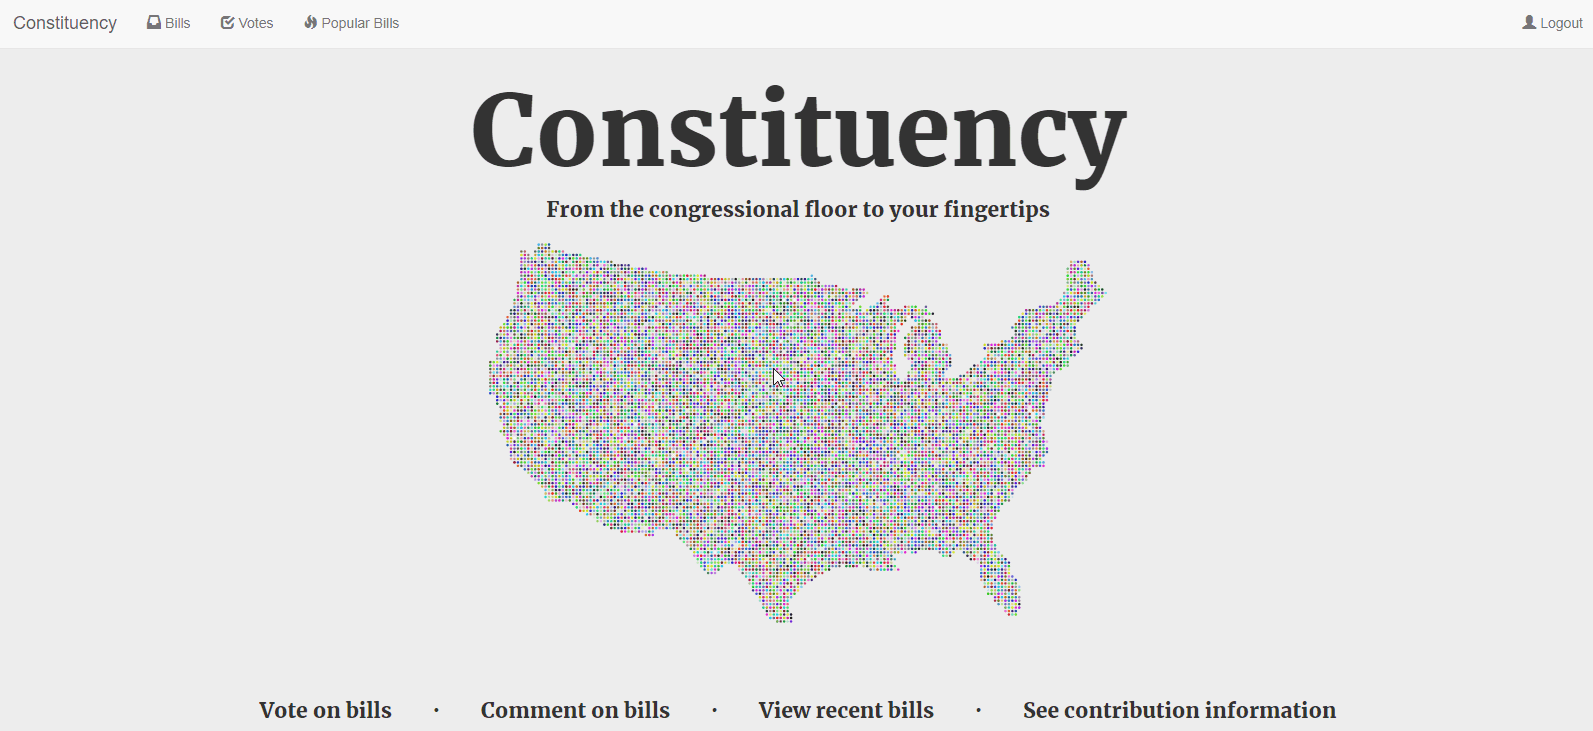 Constituency Bills Votes Popular Bills Logout
Constituency
From the congressional floor to your fingertips
Vote on bills · Comment on bills · View recent bills · See contribution information